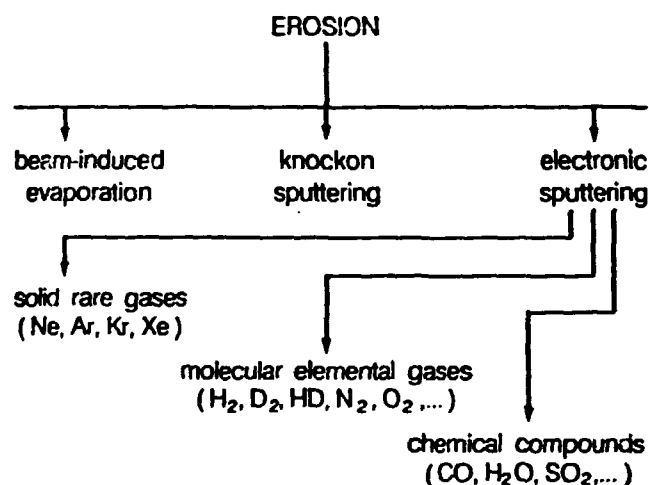 EROSION
beam-induced evaporation
knockon sputtering
electronic sputtering
solid rare gases
(Ne, Ar, Kr, Xe)
molecular elemental gases
(H₂, D₂, HD, N₂, O₂,...)
chemical compounds
(CO, H₂O, SO₂,...)